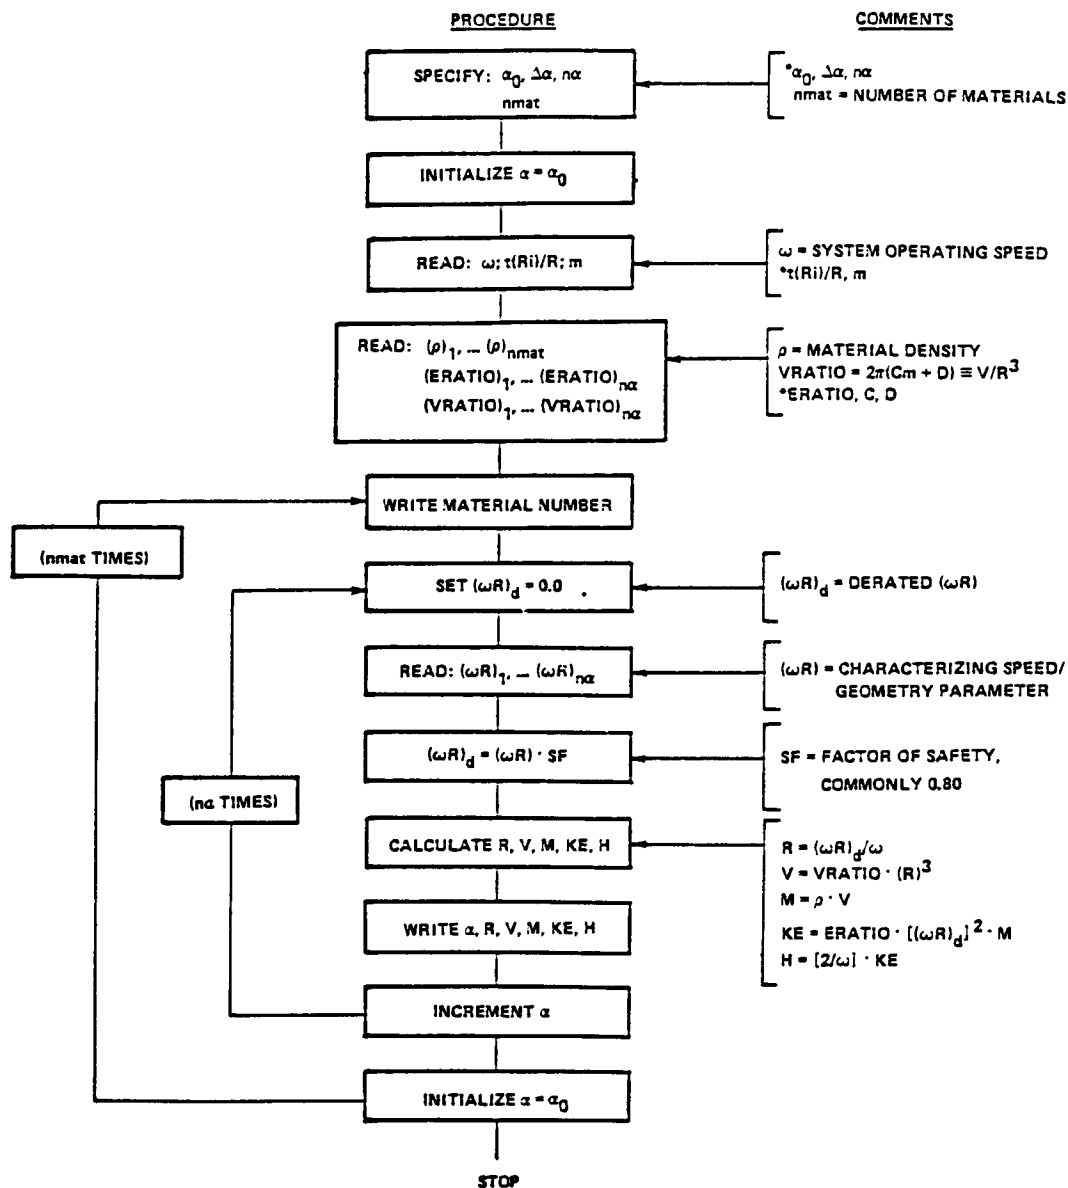 PROCEDURE
COMMENTS
SPECIFY: α₀, Δα, nα
nmat
*α₀, Δα, nα
nmat = NUMBER OF MATERIALS
INITIALIZE α = α₀
READ: ω; t(Ri)/R; m
ω = SYSTEM OPERATING SPEED
*t(Ri)/R, m
READ: (ρ)₁, ... (ρ)nmat
(ERATIO)₁, ... (ERATIO)nα
(VRATIO)₁, ... (VRATIO)nα
ρ = MATERIAL DENSITY
VRATIO = 2π(Cm + D) ≡ V/R³
*ERATIO, C, D
WRITE MATERIAL NUMBER
(nmat TIMES)
SET (ωR)d = 0.0
(ωR)d = DERATED (ωR)
READ: (ωR)₁, ... (ωR)nα
(ωR) = CHARACTERIZING SPEED/
GEOMETRY PARAMETER
(ωR)d = (ωR) · SF
SF = FACTOR OF SAFETY,
COMMONLY 0.80
(nα TIMES)
CALCULATE R, V, M, KE, H
R = (ωR)d/ω
V = VRATIO · (R)³
M = ρ · V
KE = ERATIO · [(ωR)d]² · M
H = [2/ω] · KE
WRITE α, R, V, M, KE, H
INCREMENT α
INITIALIZE α = α₀
STOP